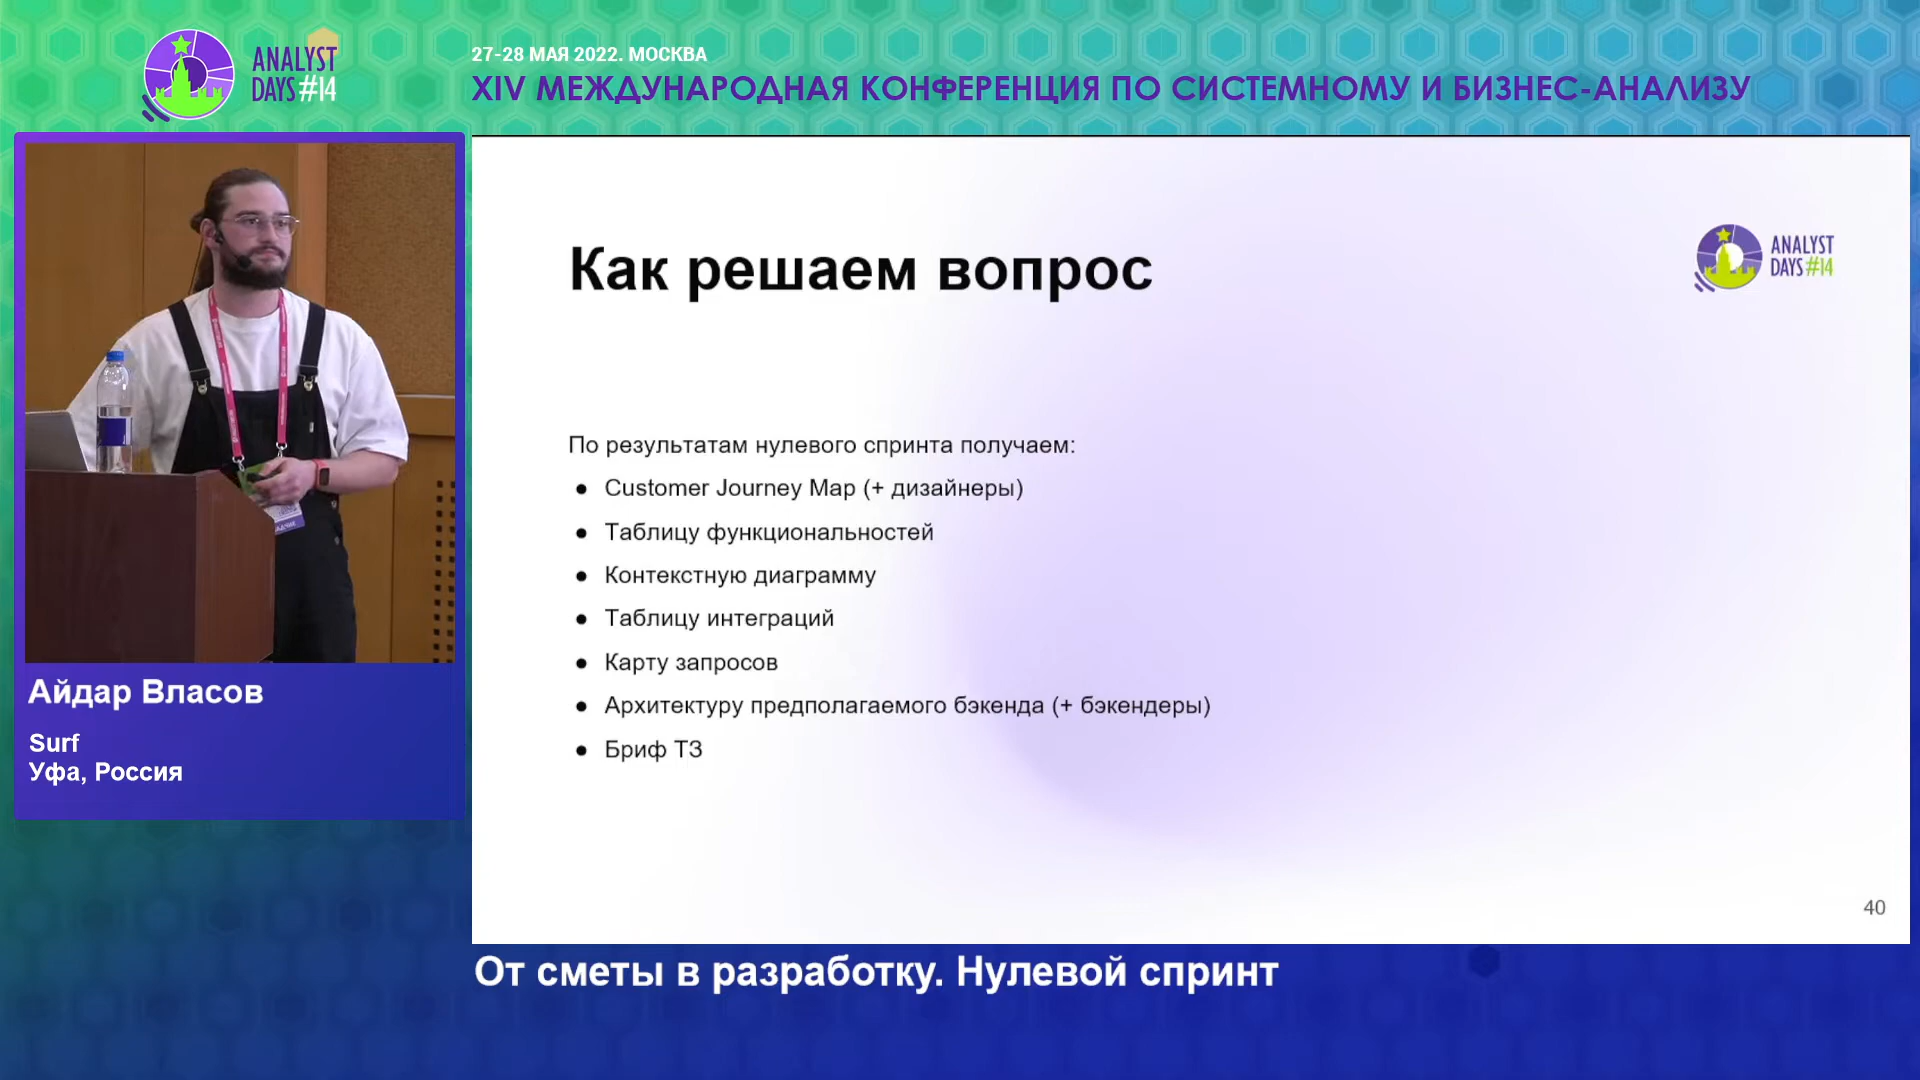 ANALYST
DAYS #14
27-28 МАЯ 2022. МОСКВА
XIV МЕЖДУНАРОДНАЯ КОНФЕРЕНЦИЯ ПО СИСТЕМНОМУ И БИЗНЕС-АНАЛИЗУ
Айдар Власов
Surf
Уфа, Россия
Как решаем вопрос
ANALYST
DAYS #14
По результатам нулевого спринта получаем:
● Customer Journey Map (+ дизайнеры)
● Таблицу функциональностей
● Контекстную диаграмму
● Таблицу интеграций
● Карту запросов
● Архитектуру предполагаемого бэкенда (+ бэкендеры)
● Бриф ТЗ
40
От сметы в разработку. Нулевой спринт